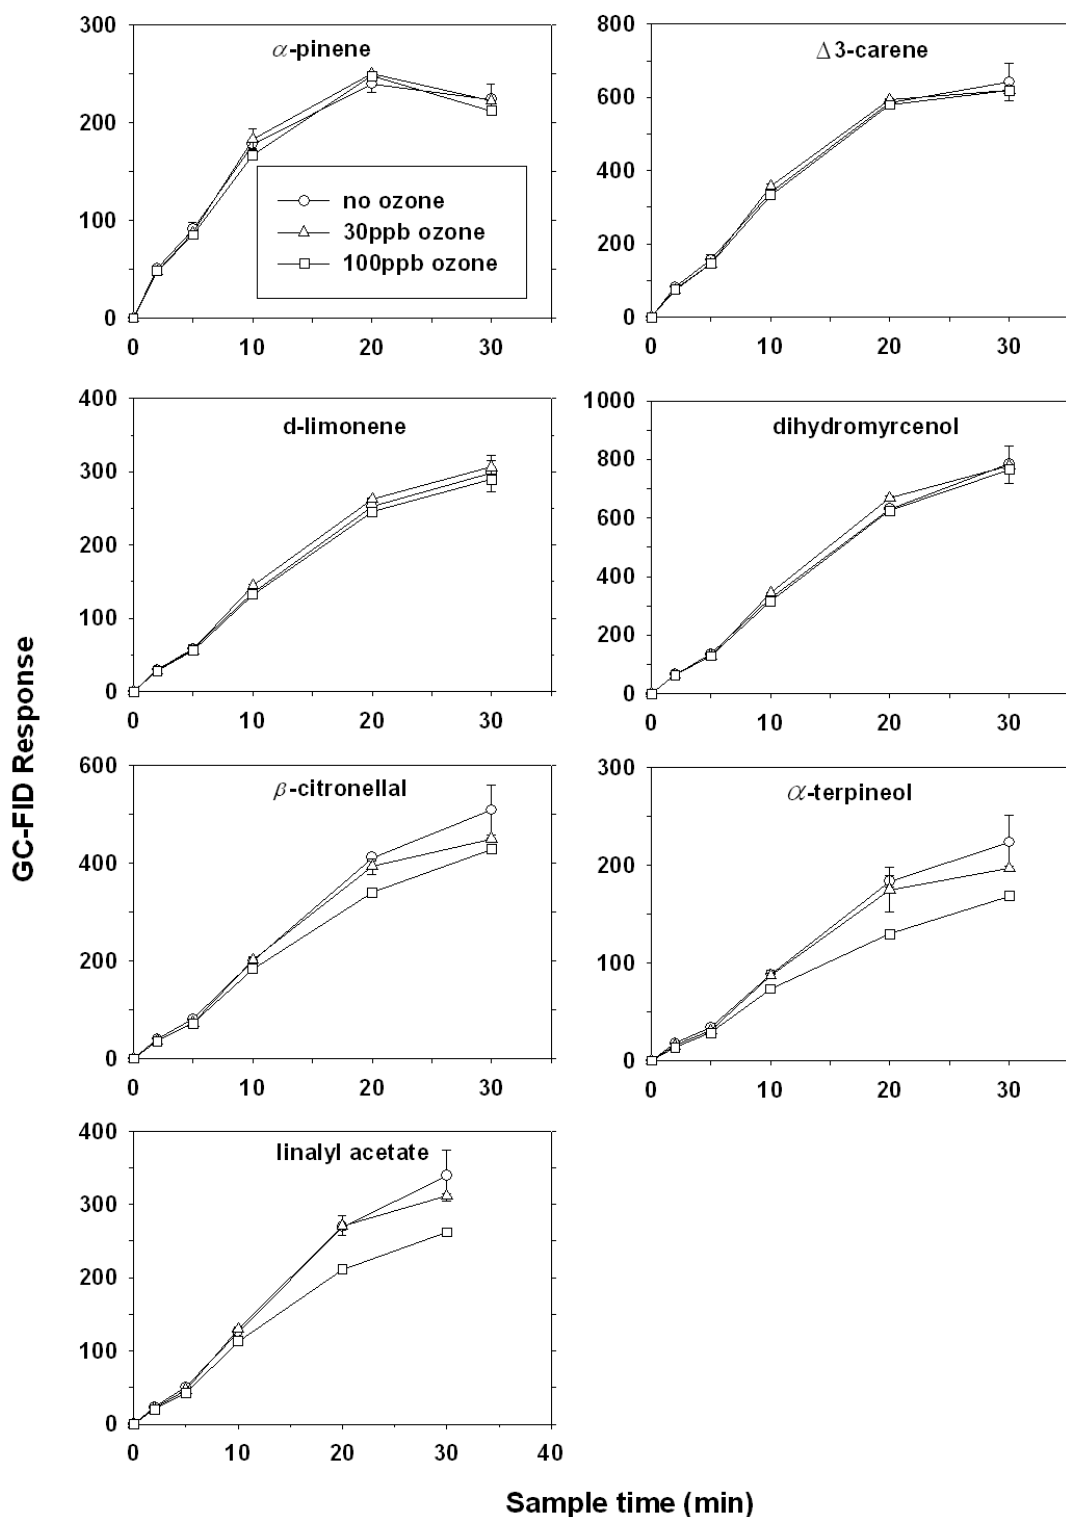 300
200
100
0
α-pinene
no ozone
30ppb ozone
100ppb ozone
0 10 20 30
800
600
400
200
0
Δ3-carene
0 10 20 30
400
300
200
100
0
d-limonene
0 10 20 30
1000
800
600
400
200
0
dihydromyrcenol
0 10 20 30
GC-FID Response
600
400
200
0
β-citronellal
0 10 20 30
300
200
100
0
α-terpineol
0 10 20 30
400
300
200
100
0
linalyl acetate
0 10 20 30 40
Sample time (min)